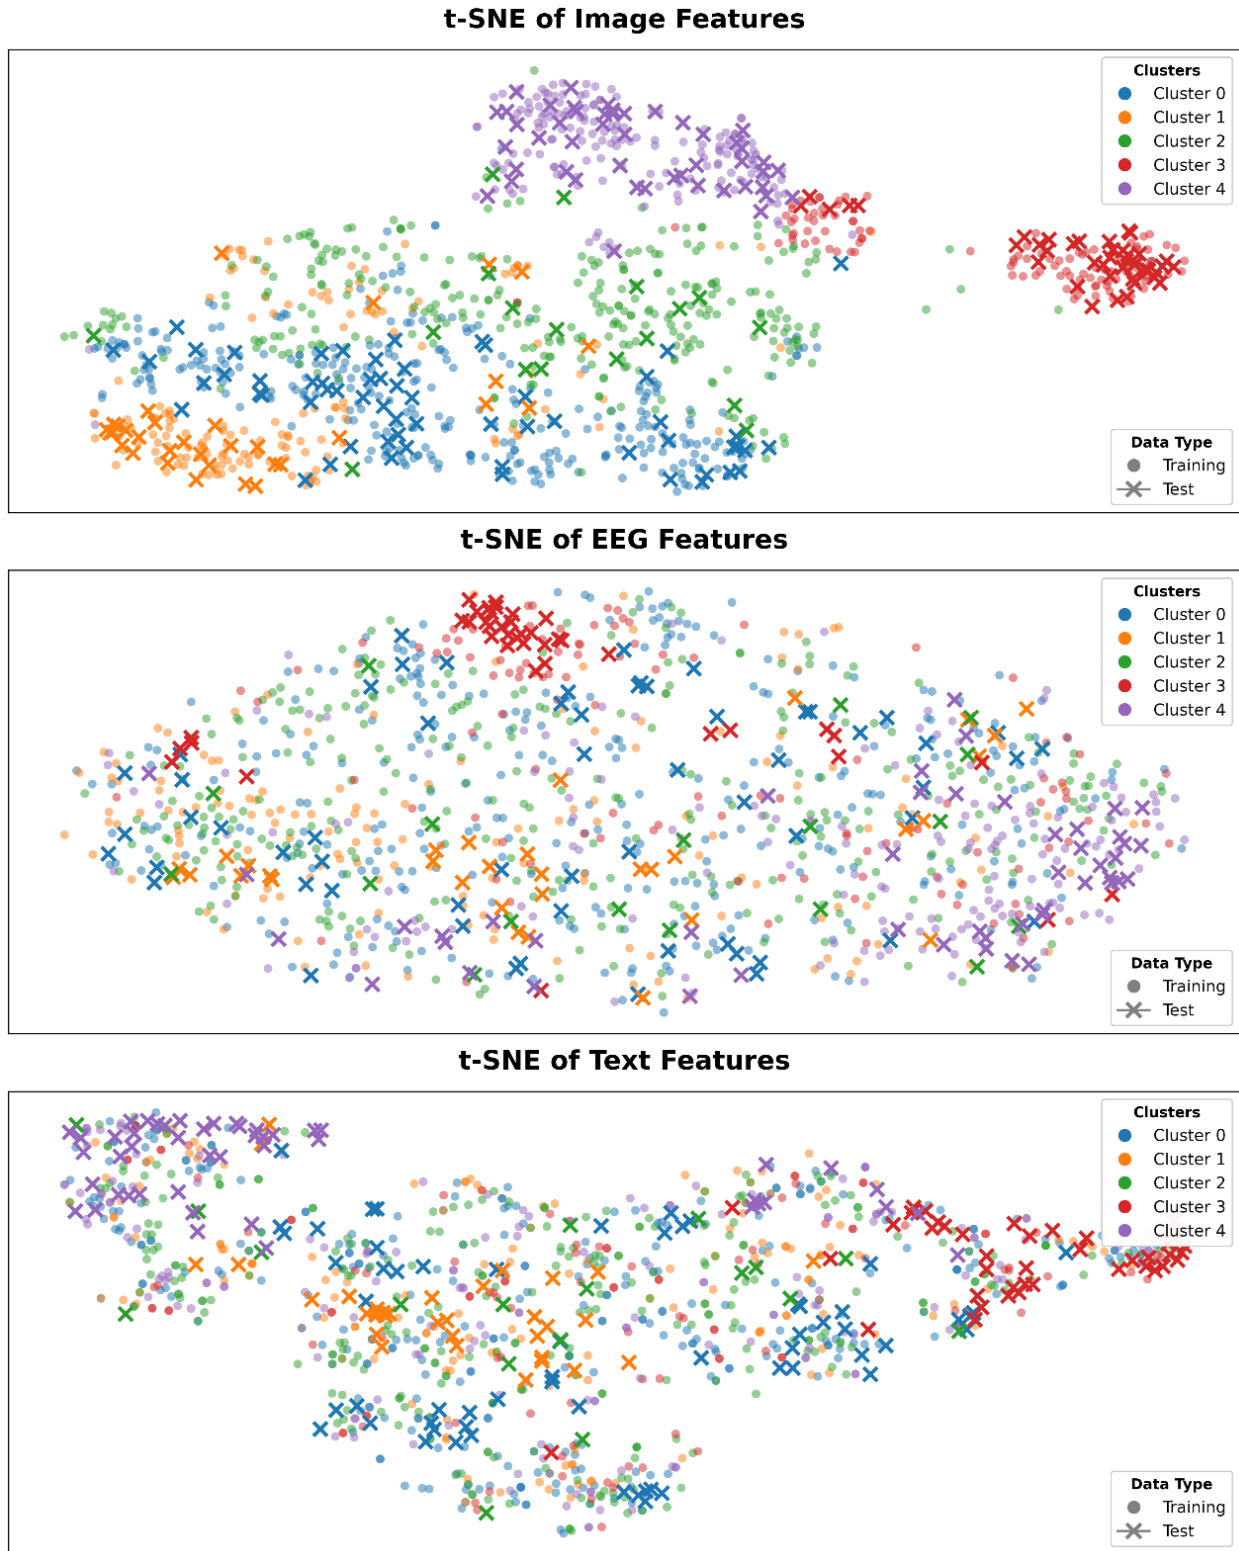 t-SNE of Image Features
Clusters
Cluster 0
Cluster 1
Cluster 2
Cluster 3
Cluster 4
Data Type
Training
Test
t-SNE of EEG Features
Clusters
Cluster 0
Cluster 1
Cluster 2
Cluster 3
Cluster 4
Data Type
Training
Test
t-SNE of Text Features
Clusters
Cluster 0
Cluster 1
Cluster 2
Cluster 3
Cluster 4
Data Type
Training
Test